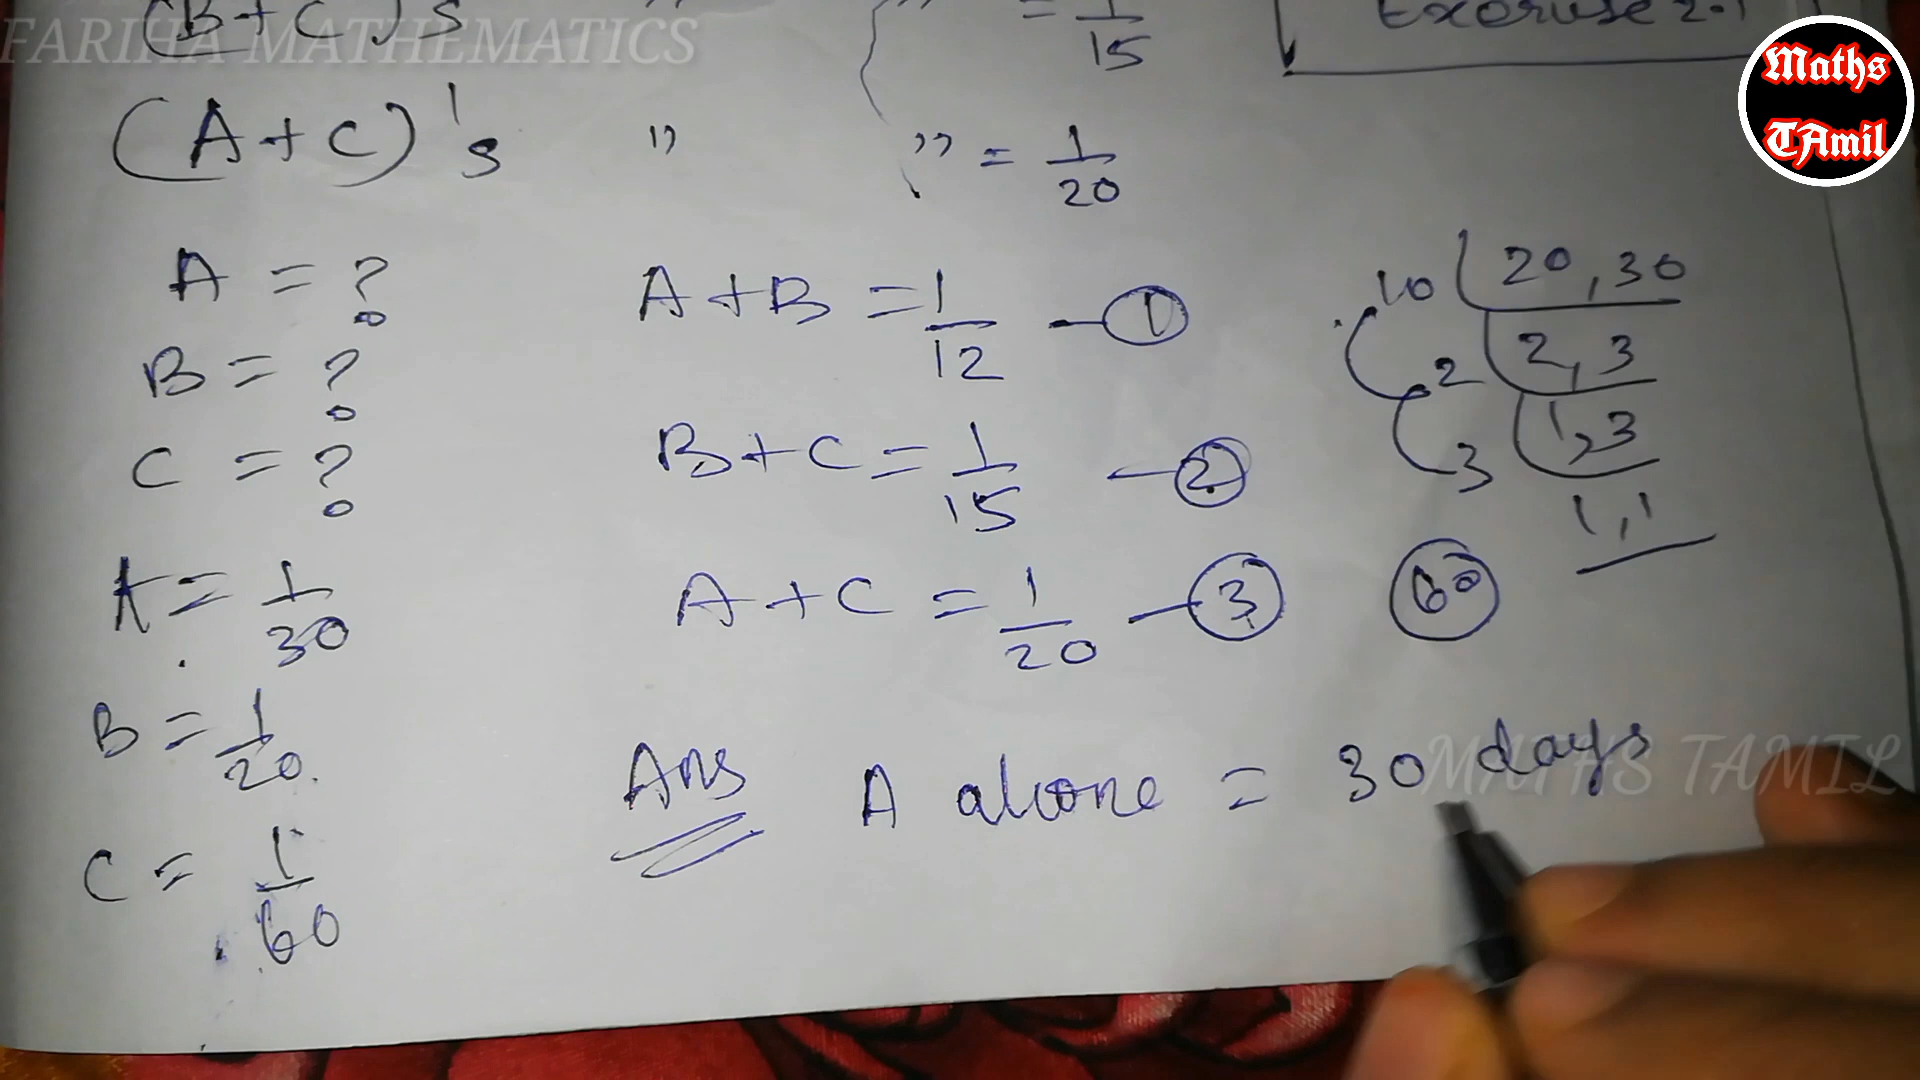 (B+C)'s " " = 1/15
Exercise 2.1
FARIHA MATHEMATICS
Maths
TAmil
(A+C)'s " " = 1/20
A = ?
B = ?
C = ?
A = 1/30
B = 1/20.
C = 1/60
A+B = 1/12 — ①
B+C = 1/15 — ②
A+C = 1/20 — ③
10 | 20, 30
2 | 2, 3
3 | 1, 3
1, 1
60
Ans A alone = 30 days
MATHS TAMIL